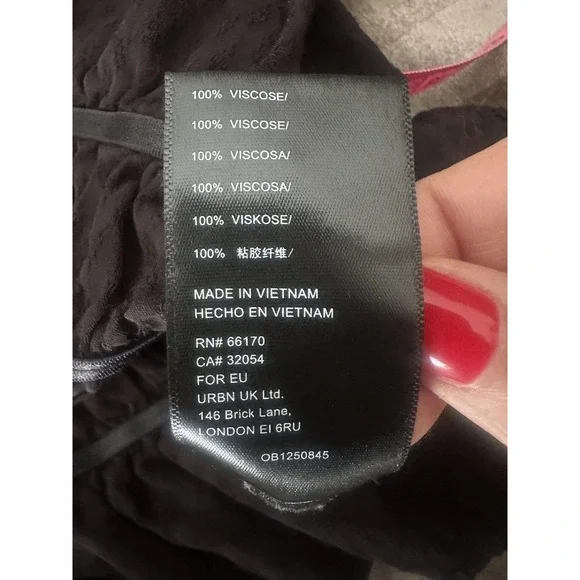 100% VISCOSE/
100% VISCOSE/
100% VISCOSA/
100% VISCOSA/
100% VISKOSE/
100% 粘胶纤维/
MADE IN VIETNAM
HECHO EN VIETNAM
RN# 66170
CA# 32054
FOR EU
URBN UK Ltd.
146 Brick Lane,
LONDON EI 6RU
OB1250845